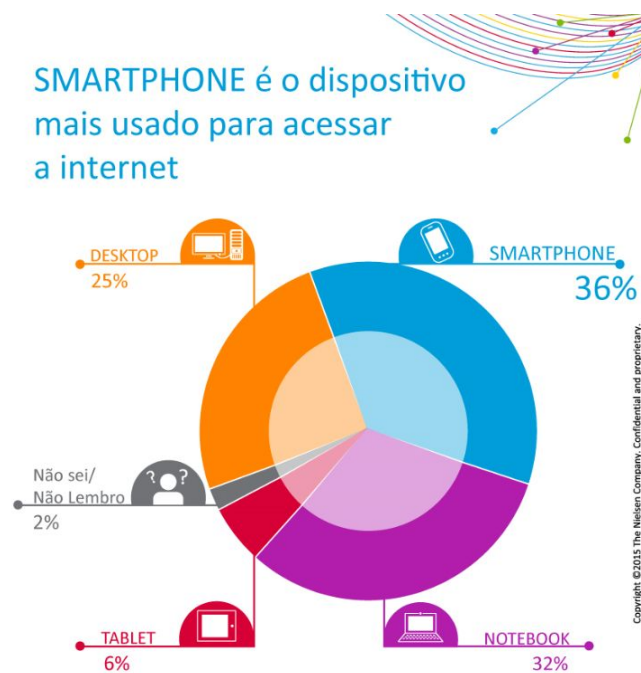 SMARTPHONE é o dispositivo
mais usado para acessar
a internet
DESKTOP
25%
SMARTPHONE
36%
Não sei/
Não Lembro
2%
? ?
TABLET
6%
NOTEBOOK
32%
Copyright ©2015 The Nielsen Company. Confidential and proprietary.